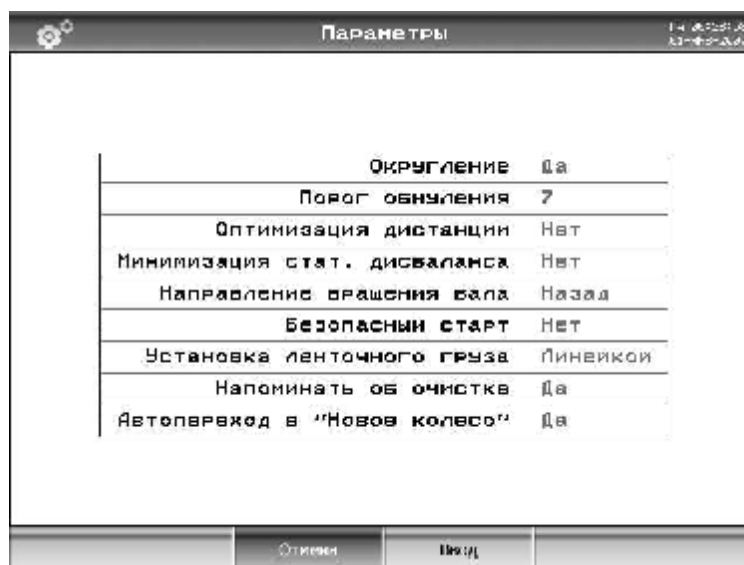 Параметры
Округление Да
Порог обнуления 7
Оптимизация дистанции Нет
Минимизация стат. дисбаланса Нет
Направление вращения вала Назад
Безопасный старт Нет
Установка ленточного груза Линейкой
Напоминать об очистке Да
Автопереход в "Новое колесо" Да
Отмена